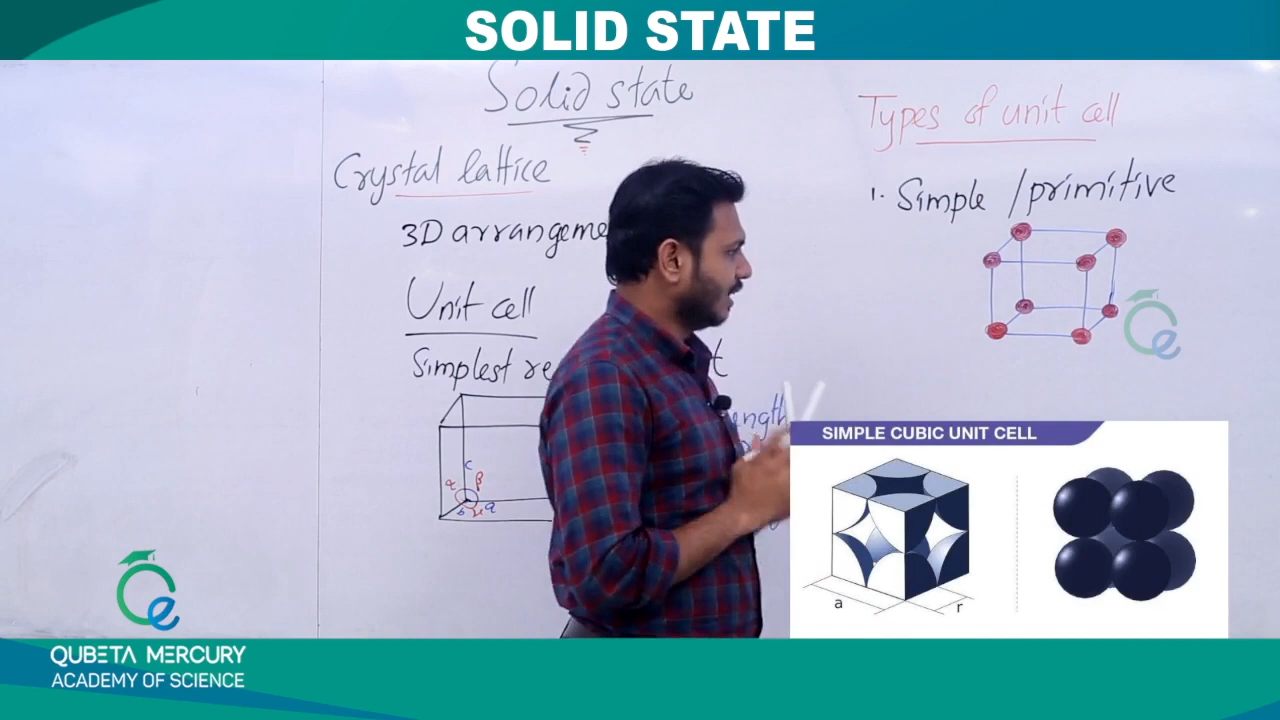 SOLID STATE
Solid state
Crystal lattice
3D arrangeme
Unit cell
Simplest re t
c
α β
b a
ength
Types of unit cell
1. Simple / primitive
e
SIMPLE CUBIC UNIT CELL
a r
e
QUBETA MERCURY
ACADEMY OF SCIENCE